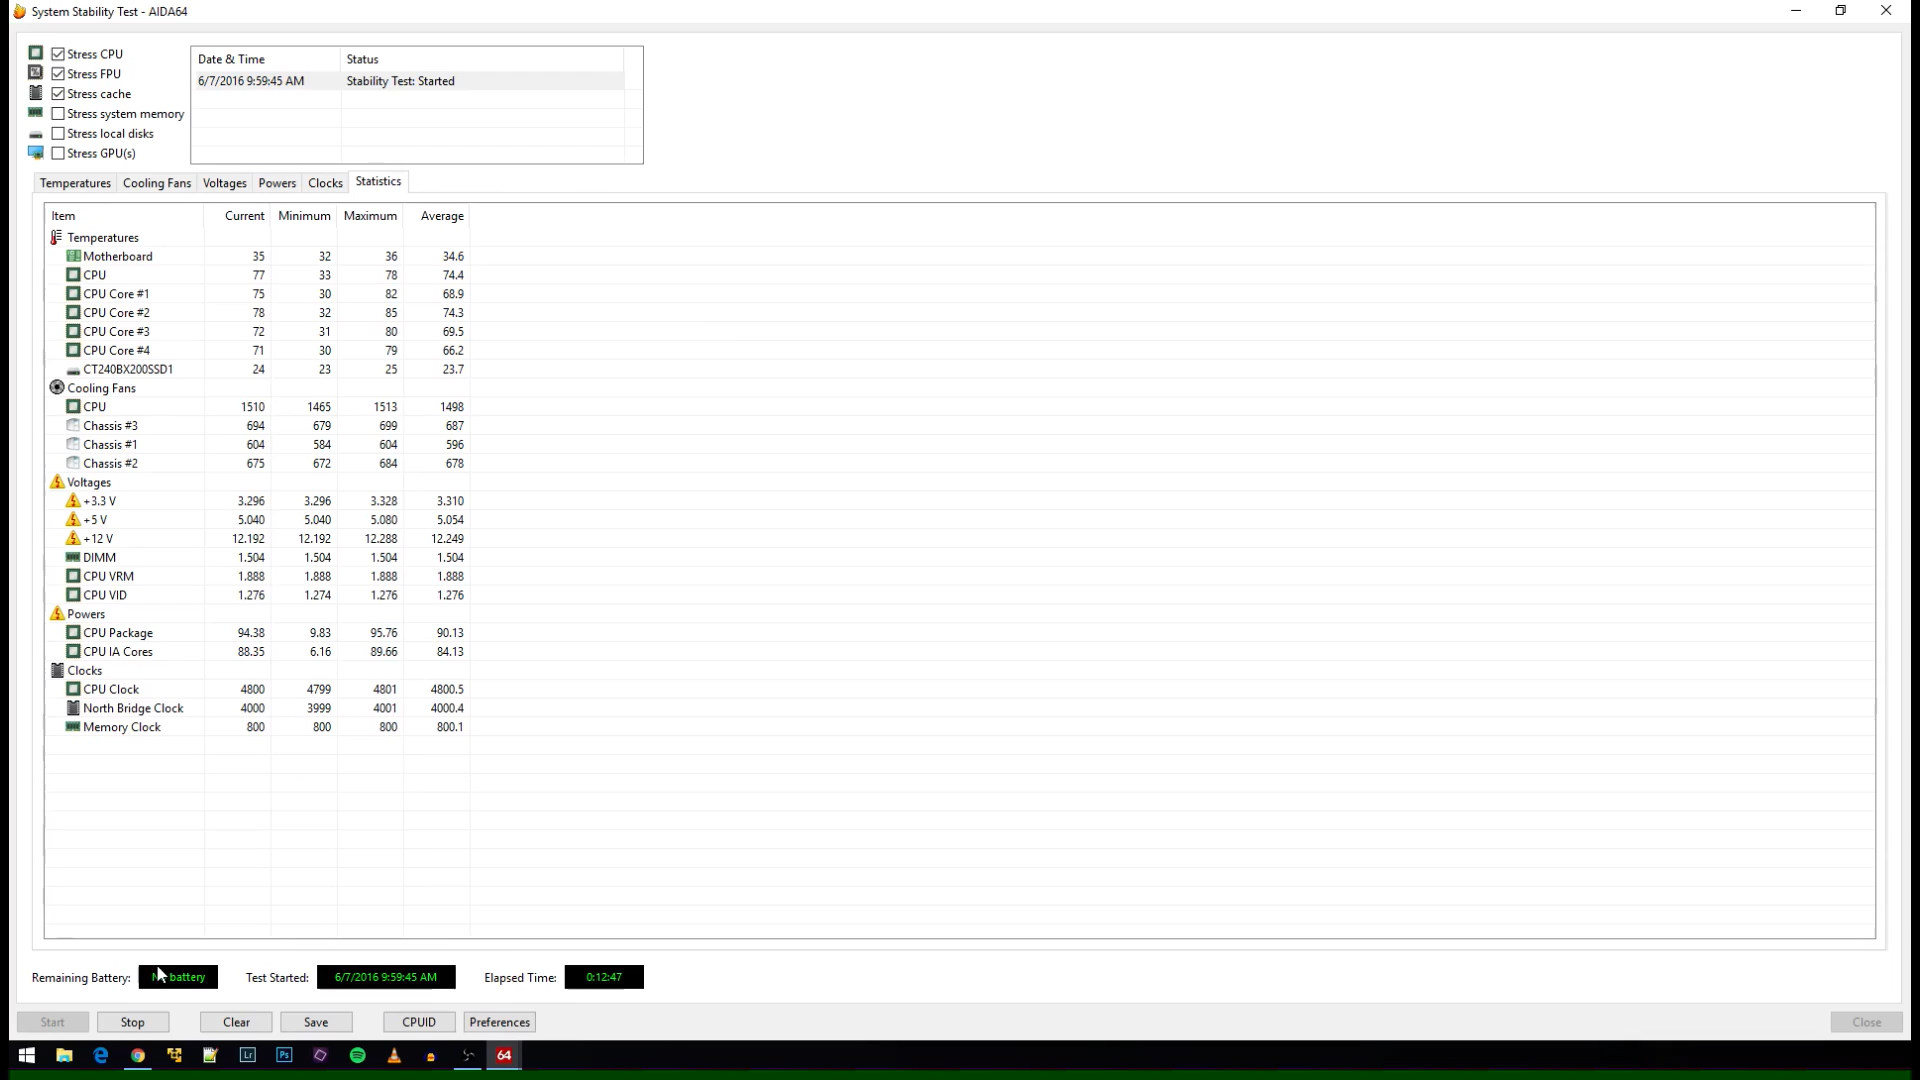 System Stability Test - AIDA64
Stress CPU
Stress FPU
Stress cache
Stress system memory
Stress local disks
Stress GPU(s)
Date & Time Status
6/7/2016 9:59:45 AM Stability Test: Started
Temperatures Cooling Fans Voltages Powers Clocks Statistics
Item Current Minimum Maximum Average
Temperatures
Motherboard 35 32 36 34.6
CPU 77 33 78 74.4
CPU Core #1 75 30 82 68.9
CPU Core #2 78 32 85 74.3
CPU Core #3 72 31 80 69.5
CPU Core #4 71 30 79 66.2
CT240BX200SSD1 24 23 25 23.7
Cooling Fans
CPU 1510 1465 1513 1498
Chassis #3 694 679 699 687
Chassis #1 604 584 604 596
Chassis #2 675 672 684 678
Voltages
+3.3 V 3.296 3.296 3.328 3.310
+5 V 5.040 5.040 5.080 5.054
+12 V 12.192 12.192 12.288 12.249
DIMM 1.504 1.504 1.504 1.504
CPU VRM 1.888 1.888 1.888 1.888
CPU VID 1.276 1.274 1.276 1.276
Powers
CPU Package 94.38 9.83 95.76 90.13
CPU IA Cores 88.35 6.16 89.66 84.13
Clocks
CPU Clock 4800 4799 4801 4800.5
North Bridge Clock 4000 3999 4001 4000.4
Memory Clock 800 800 800 800.1
Remaining Battery: No battery Test Started: 6/7/2016 9:59:45 AM Elapsed Time: 0:12:47
Start Stop Clear Save CPUID Preferences Close
Lr Ps 64